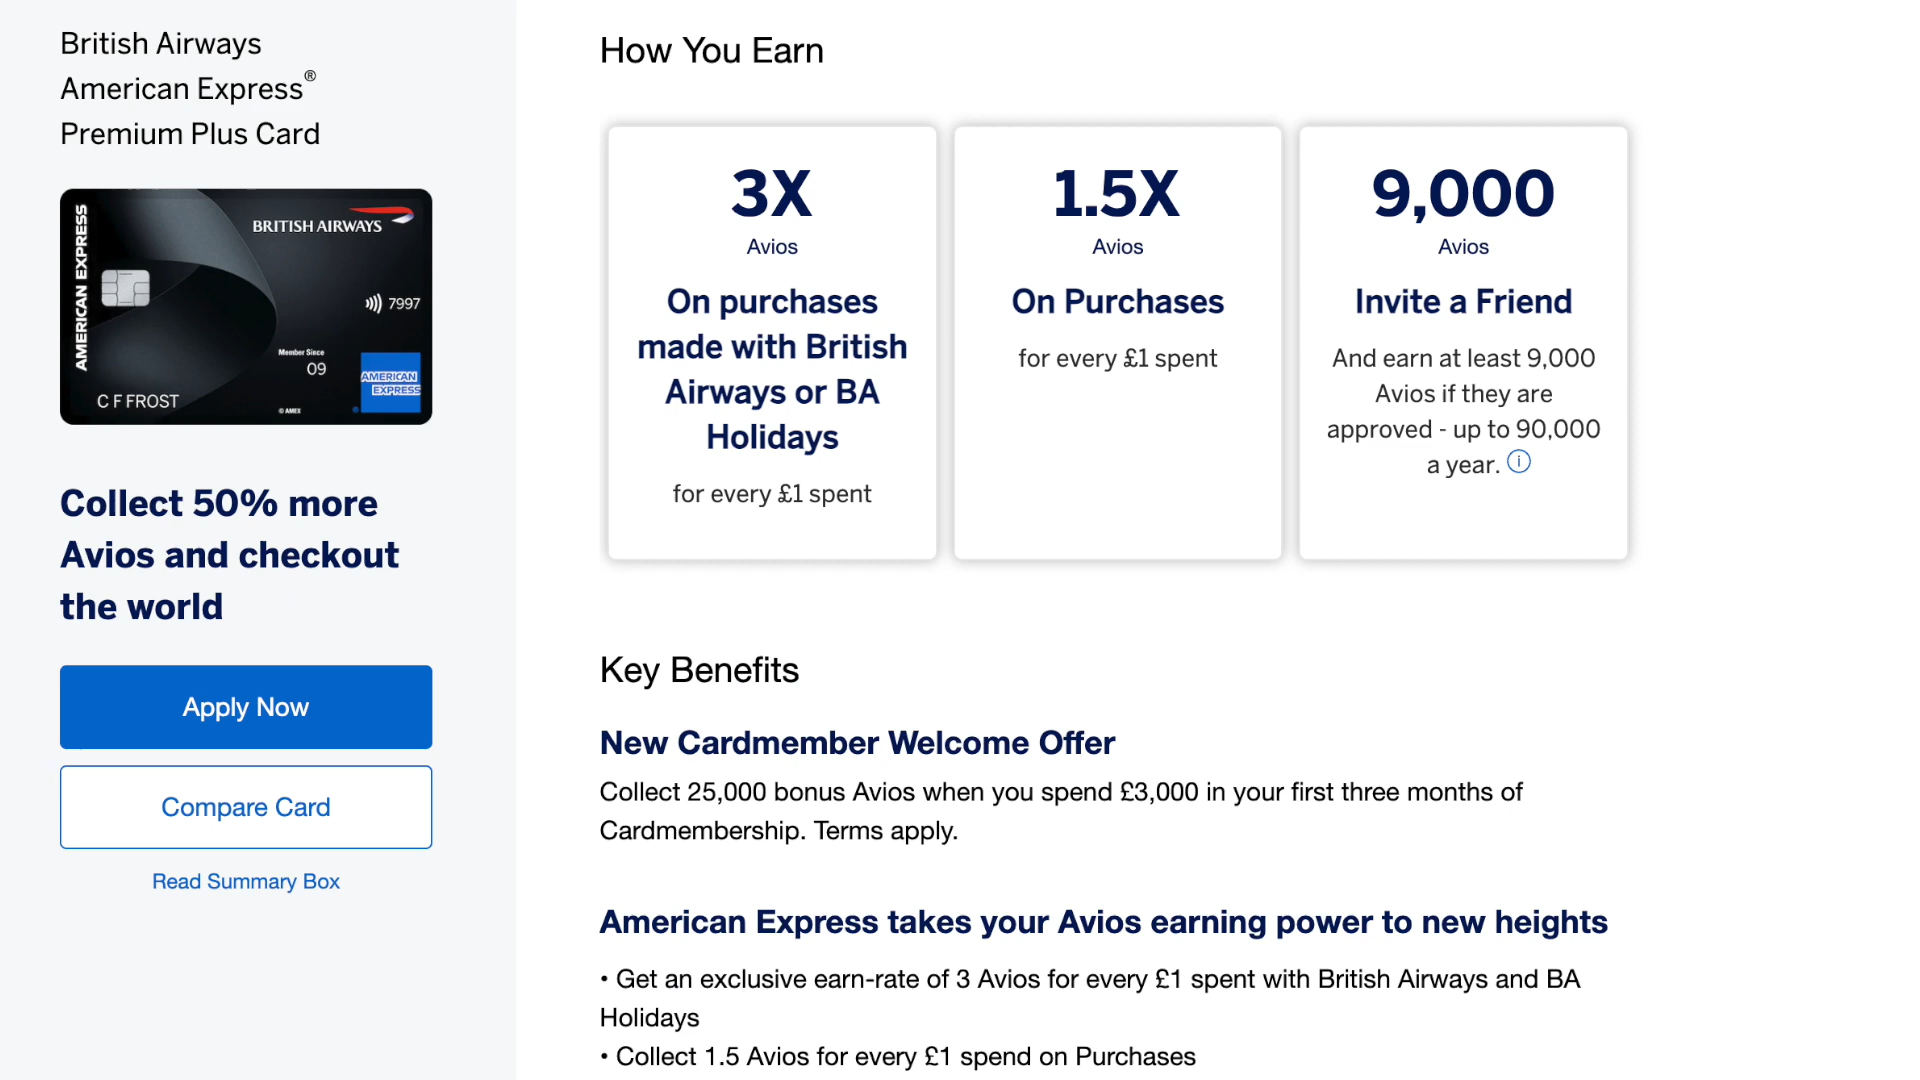 British Airways
American Express®
Premium Plus Card
AMERICAN EXPRESS
BRITISH AIRWAYS
7997
Member Since
09
AMERICAN
EXPRESS
C F FROST
© AMEX
Collect 50% more
Avios and checkout
the world
Apply Now
Compare Card
Read Summary Box
How You Earn
3X
Avios
On purchases
made with British
Airways or BA
Holidays
for every £1 spent
1.5X
Avios
On Purchases
for every £1 spent
9,000
Avios
Invite a Friend
And earn at least 9,000
Avios if they are
approved - up to 90,000
a year. i
Key Benefits
New Cardmember Welcome Offer
Collect 25,000 bonus Avios when you spend £3,000 in your first three months of
Cardmembership. Terms apply.
American Express takes your Avios earning power to new heights
• Get an exclusive earn-rate of 3 Avios for every £1 spent with British Airways and BA
Holidays
• Collect 1.5 Avios for every £1 spend on Purchases